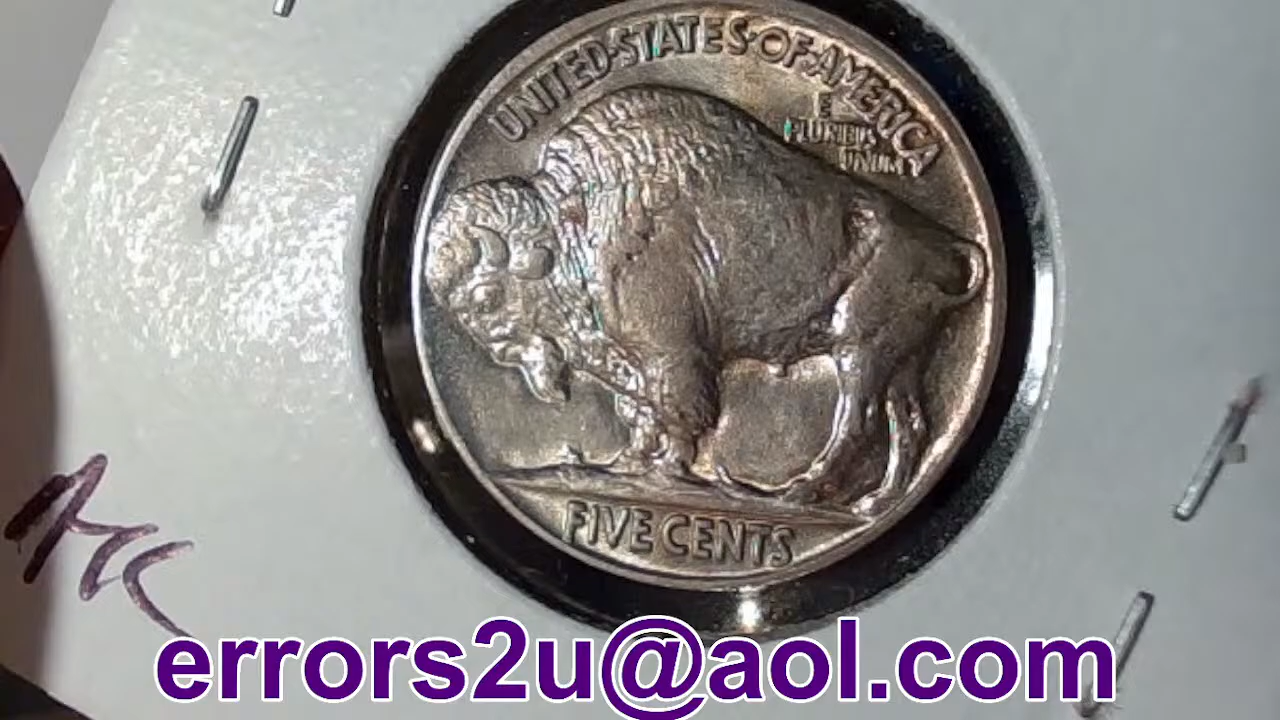 UNITED·STATES·OF·AMERICA
E
PLURIBUS
UNUM
FIVE CENTS
errors2u@aol.com